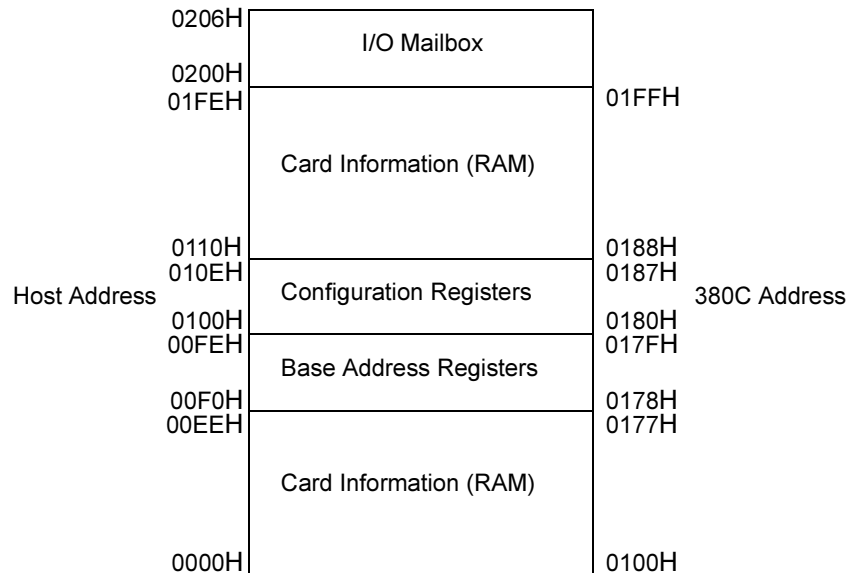 0206H
I/O Mailbox
0200H
01FEH
01FFH
Card Information (RAM)
0110H
0188H
010EH
0187H
Host Address
Configuration Registers
380C Address
0100H
0180H
00FEH
017FH
Base Address Registers
00F0H
0178H
00EEH
0177H
Card Information (RAM)
0000H
0100H